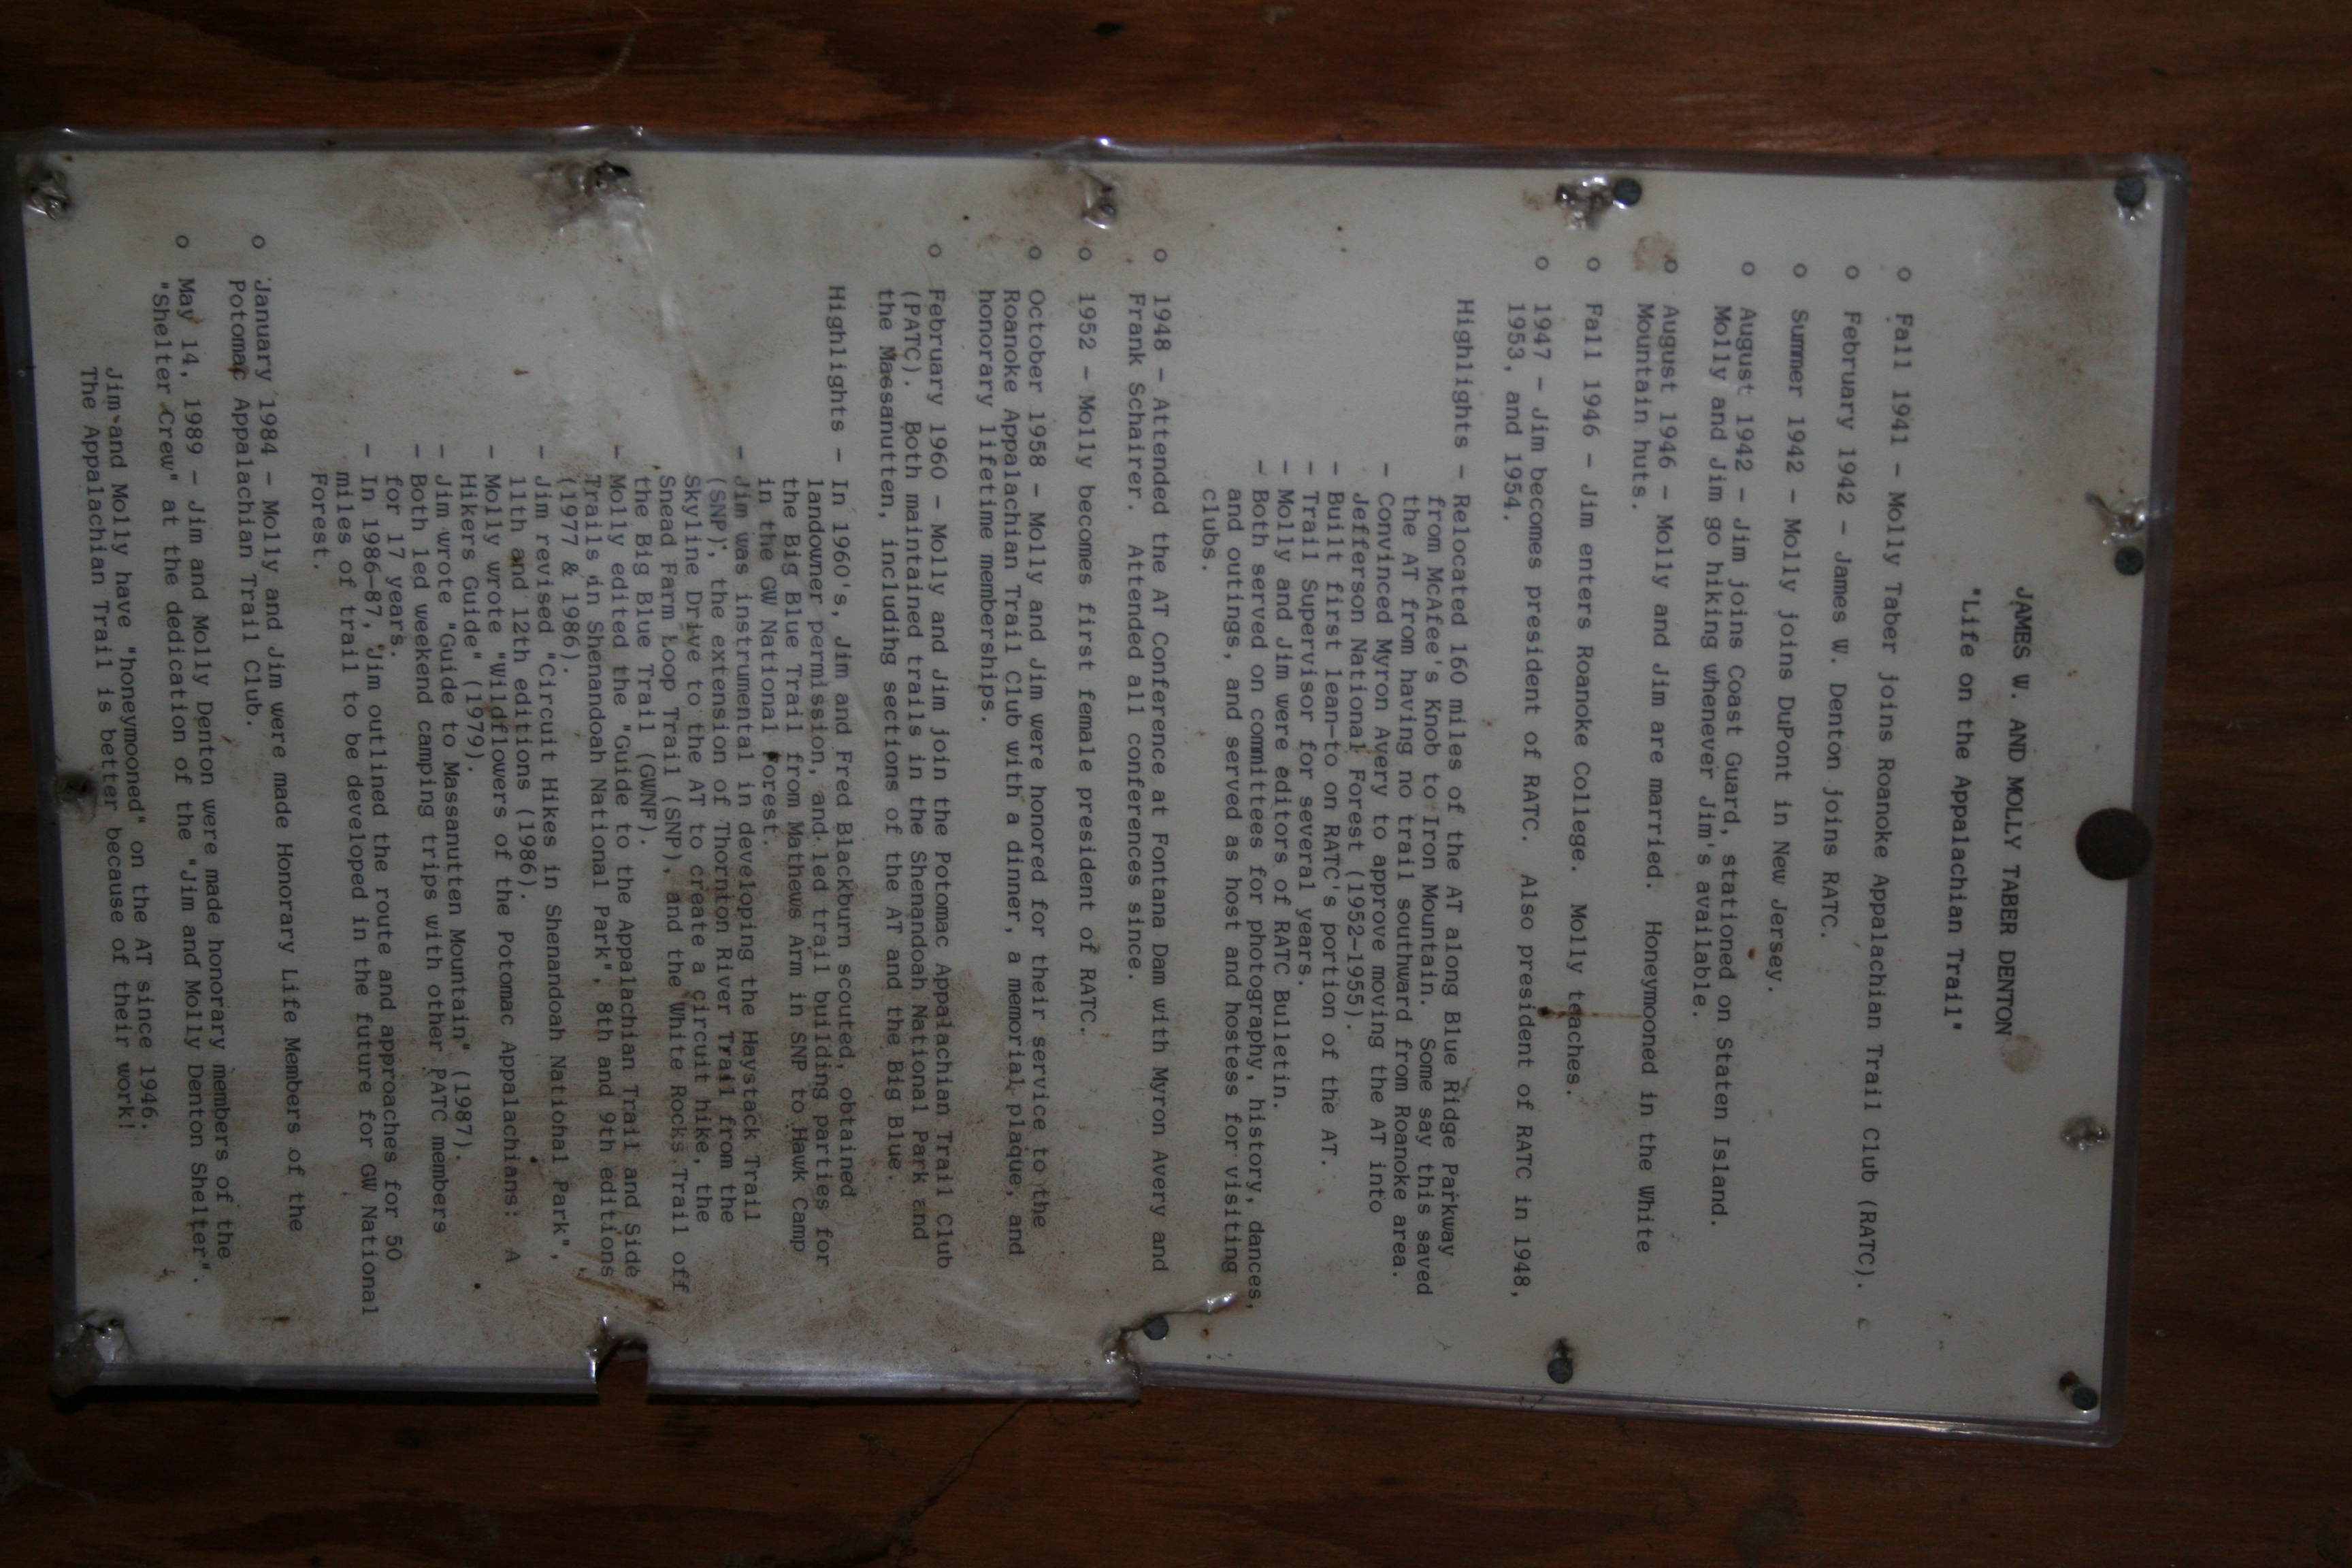 JAMES W. AND MOLLY TABER DENTON
"Life on the Appalachian Trail"
o Fall 1941 - Molly Taber joins Roanoke Appalachian Trail Club (RATC).
o February 1942 - James W. Denton joins RATC.
o Summer 1942 - Molly joins DuPont in New Jersey.
o August 1942 - Jim joins Coast Guard, stationed on Staten Island.
Molly and Jim go hiking whenever Jim's available.
o August 1946 - Molly and Jim are married. Honeymooned in the White
Mountain huts.
o Fall 1946 - Jim enters Roanoke College. Molly teaches.
o 1947 - Jim becomes president of RATC. Also president of RATC in 1948,
1953, and 1954.
Highlights - Relocated 160 miles of the AT along Blue Ridge Parkway
from McAfee's Knob to Iron Mountain. Some say this saved
the AT from having no trail southward from Roanoke area.
- Convinced Myron Avery to approve moving the AT into
Jefferson National Forest (1952-1955).
- Built first lean-to on RATC's portion of the AT.
- Trail Supervisor for several years.
- Molly and Jim were editors of RATC Bulletin.
- Both served on committees for photography, history, dances,
and outings, and served as host and hostess for visiting
clubs.
o 1948 - Attended the AT Conference at Fontana Dam with Myron Avery and
Frank Schairer. Attended all conferences since.
o 1952 - Molly becomes first female president of RATC.
o October 1958 - Molly and Jim were honored for their service to the
Roanoke Appalachian Trail Club with a dinner, a memorial plaque, and
honorary lifetime memberships.
o February 1960 - Molly and Jim join the Potomac Appalachian Trail Club
(PATC). Both maintained trails in the Shenandoah National Park and
the Massanutten, including sections of the AT and the Big Blue.
Highlights - In 1960's, Jim and Fred Blackburn scouted, obtained
landowner permission, and led trail building parties for
the Big Blue Trail from Mathews Arm in SNP to Hawk Camp
in the GW National Forest.
- Jim was instrumental in developing the Haystack Trail
(SNP), the extension of Thornton River Trail from the
Skyline Drive to the AT to create a circuit hike, the
Snead Farm Loop Trail (SNP), and the White Rocks Trail off
the Big Blue Trail (GWNF).
- Molly edited the "Guide to the Appalachian Trail and Side
Trails in Shenandoah National Park", 8th and 9th editions
(1977 & 1986).
- Jim revised "Circuit Hikes in Shenandoah National Park",
11th and 12th editions (1986).
- Molly wrote "Wildflowers of the Potomac Appalachians: A
Hikers Guide" (1979).
- Jim wrote "Guide to Massanutten Mountain" (1987).
- Both led weekend camping trips with other PATC members
for 17 years.
- In 1986-87, Jim outlined the route and approaches for 50
miles of trail to be developed in the future for GW National
Forest.
o January 1984 - Molly and Jim were made Honorary Life Members of the
Potomac Appalachian Trail Club.
o May 14, 1989 - Jim and Molly Denton were made honorary members of the
"Shelter Crew" at the dedication of the "Jim and Molly Denton Shelter".
Jim and Molly have "honeymooned" on the AT since 1946.
The Appalachian Trail is better because of their work!